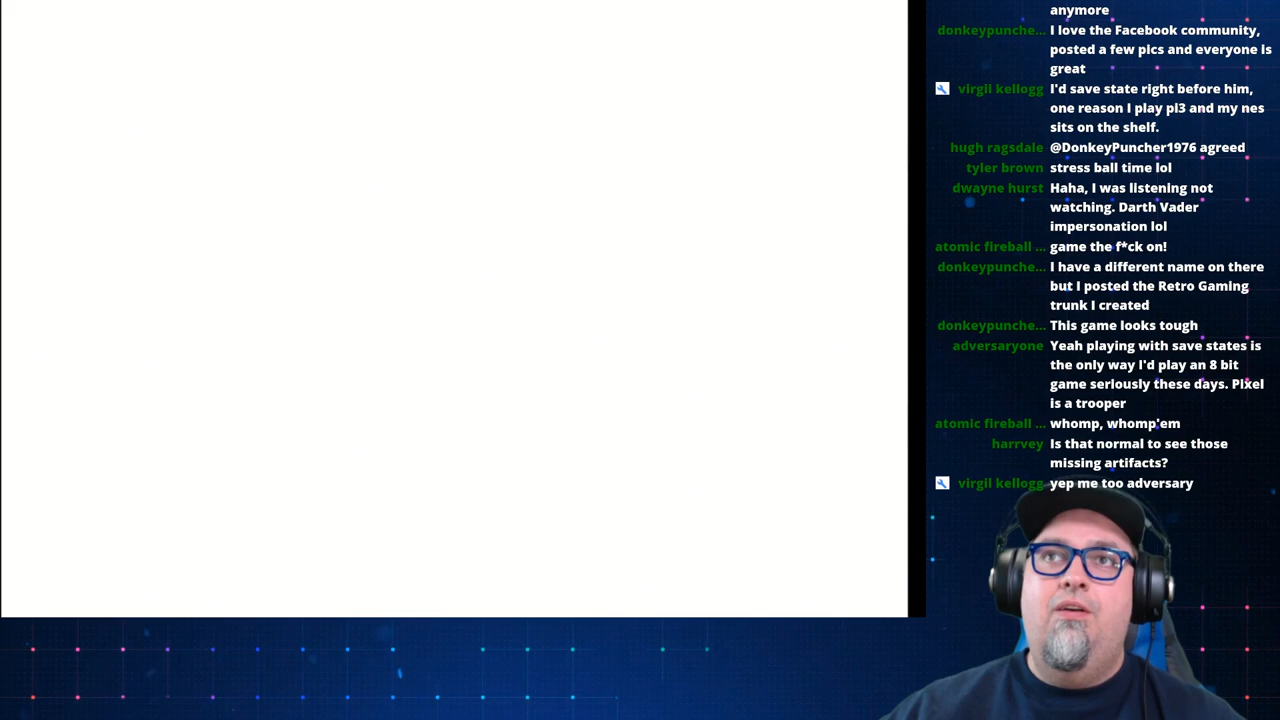 anymore
donkeypunche... I love the Facebook community,
posted a few pics and everyone is
great
virgil kellogg I'd save state right before him,
one reason I play pl3 and my nes
sits on the shelf.
hugh ragsdale @DonkeyPuncher1976 agreed
tyler brown stress ball time lol
dwayne hurst Haha, I was listening not
watching. Darth Vader
impersonation lol
atomic fireball ... game the f*ck on!
donkeypunche... I have a different name on there
but I posted the Retro Gaming
trunk I created
donkeypunche... This game looks tough
adversaryone Yeah playing with save states is
the only way I'd play an 8 bit
game seriously these days. Pixel
is a trooper
atomic fireball ... whomp, whomp'em
harrvey Is that normal to see those
missing artifacts?
virgil kellogg yep me too adversary